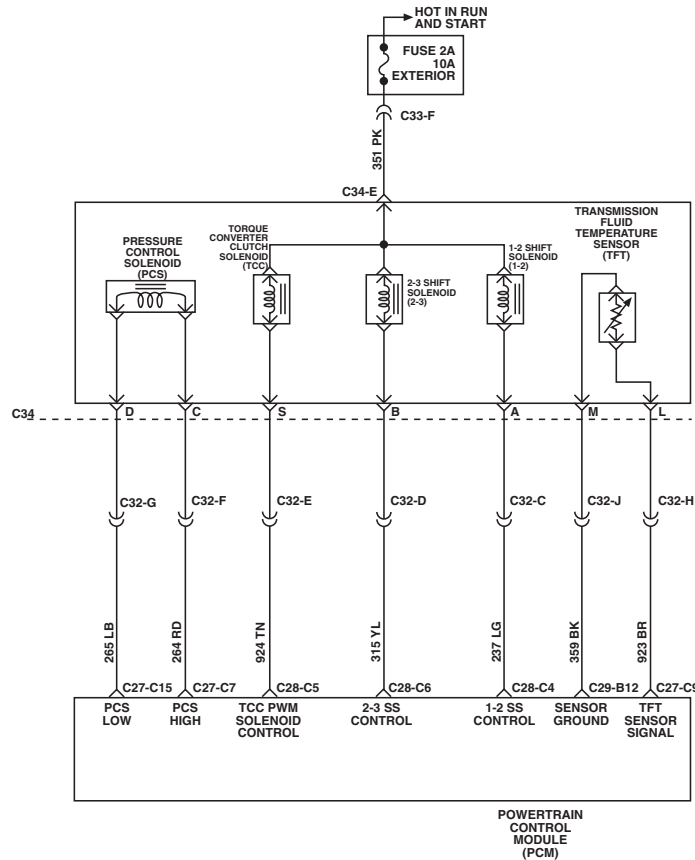 HOT IN RUN
AND START
FUSE 2A
10A
EXTERIOR
C33-F
351 PK
C34-E
PRESSURE
CONTROL
SOLENOID
(PCS)
TORQUE
CONVERTER
CLUTCH
SOLENOID
(TCC)
2-3 SHIFT
SOLENOID
(2-3)
1-2 SHIFT
SOLENOID
(1-2)
TRANSMISSION
FLUID
TEMPERATURE
SENSOR
(TFT)
C34
D
C
S
B
A
M
L
C32-G
C32-F
C32-E
C32-D
C32-C
C32-J
C32-H
265 LB
264 RD
924 TN
315 YL
237 LG
359 BK
923 BR
C27-C15
C27-C7
C28-C5
C28-C6
C28-C4
C29-B12
C27-C9
PCS
LOW
PCS
HIGH
TCC PWM
SOLENOID
CONTROL
2-3 SS
CONTROL
1-2 SS
CONTROL
SENSOR
GROUND
TFT
SENSOR
SIGNAL
POWERTRAIN
CONTROL
MODULE
(PCM)